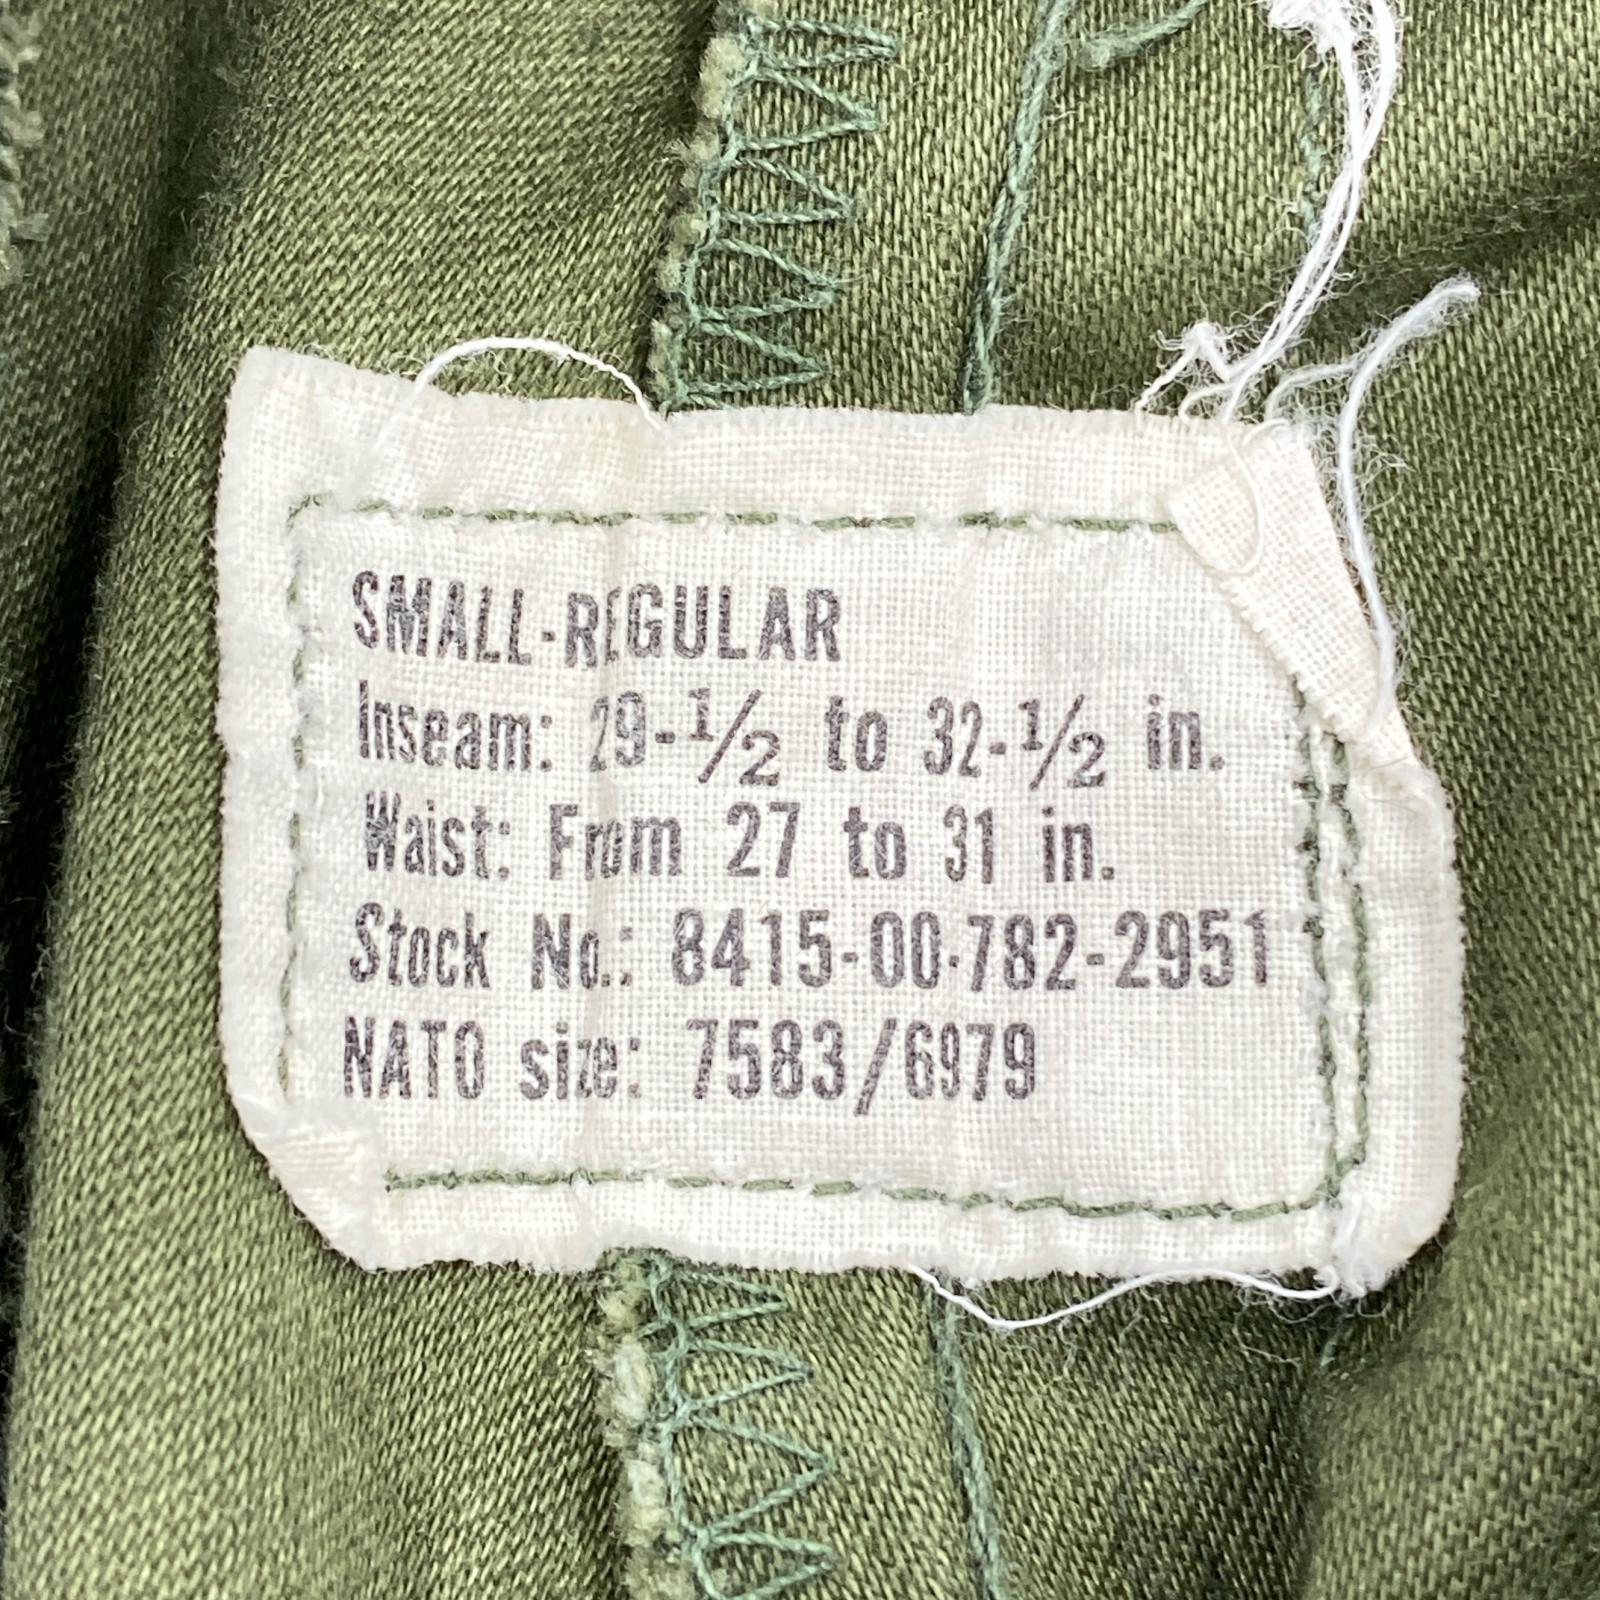 SMALL-REGULAR
Inseam: 29-1/2 to 32-1/2 in.
Waist: From 27 to 31 in.
Stock No.: 8415-00-782-2951
NATO size: 7583/6979